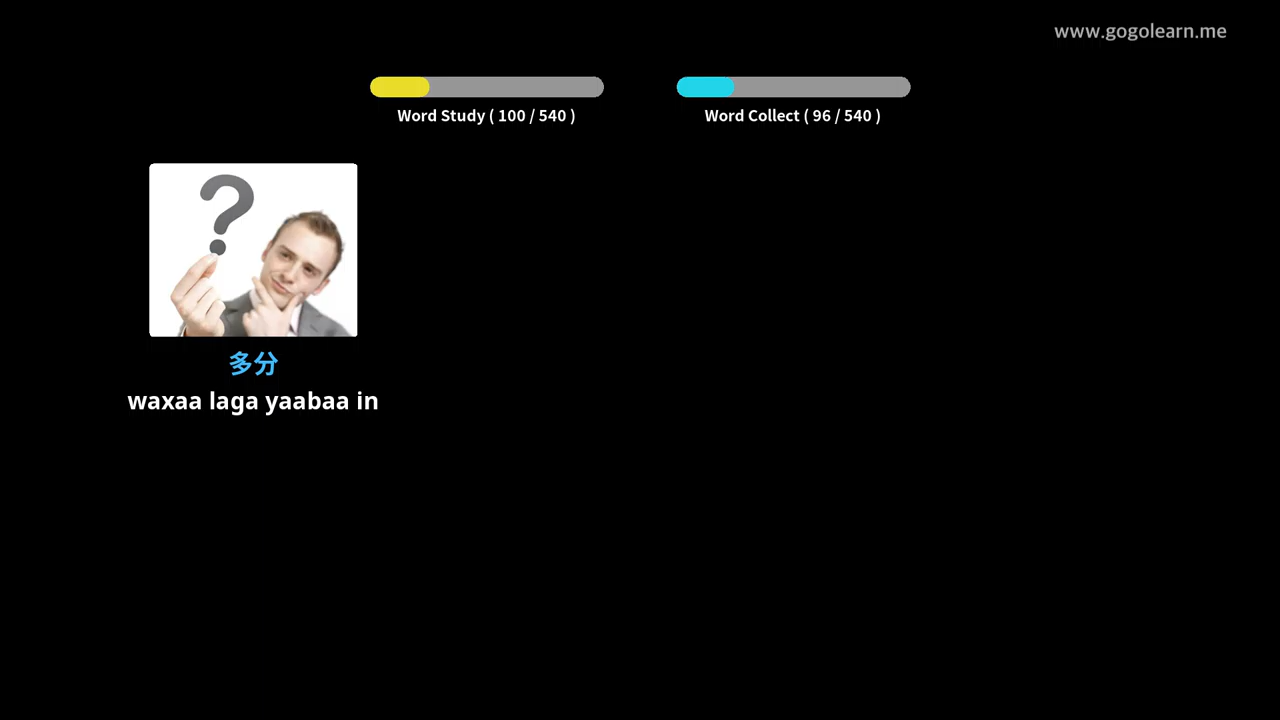 www.gogolearn.me
Word Study ( 100 / 540 )
Word Collect ( 96 / 540 )
?
多分
waxaa laga yaabaa in